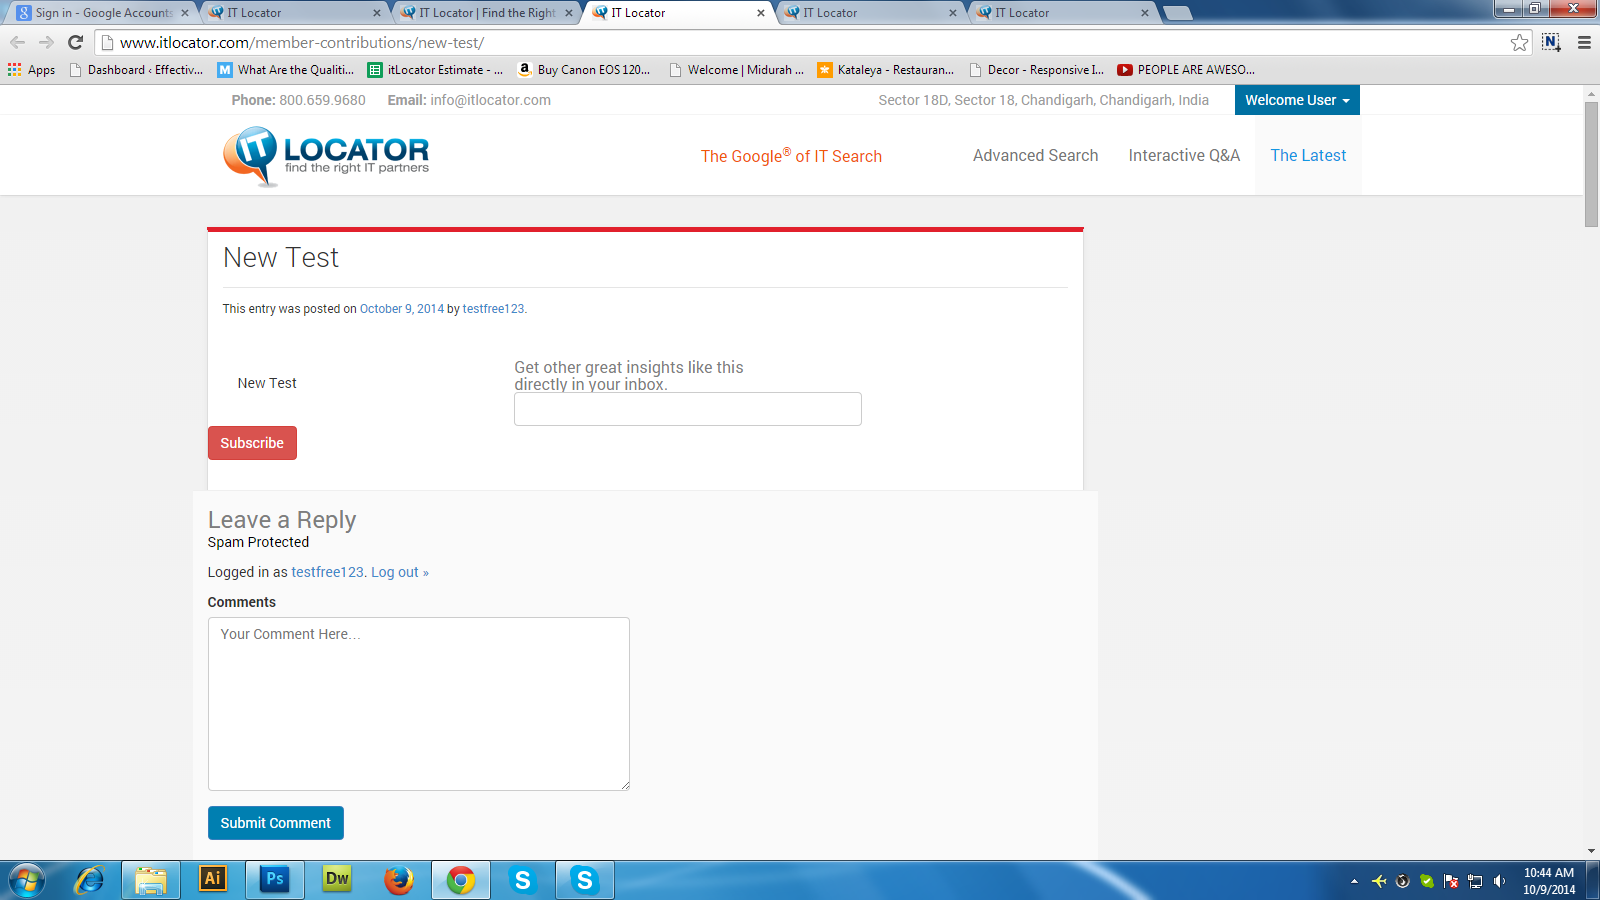 Sign in - Google Accounts
IT Locator
IT Locator | Find the Right
IT Locator
IT Locator
IT Locator
www.itlocator.com/member-contributions/new-test/
Apps
Dashboard ‹ Effectiv...
What Are the Qualiti...
itLocator Estimate - ...
Buy Canon EOS 120...
Welcome | Midurah ...
Kataleya - Restauran...
Decor - Responsive I...
PEOPLE ARE AWESO...
Phone: 800.659.9680 Email: info@itlocator.com
Sector 18D, Sector 18, Chandigarh, Chandigarh, India
Welcome User
IT LOCATOR
find the right IT partners
The Google® of IT Search
Advanced Search
Interactive Q&A
The Latest
New Test
This entry was posted on October 9, 2014 by testfree123.
New Test
Get other great insights like this
directly in your inbox.
Subscribe
Leave a Reply
Spam Protected
Logged in as testfree123. Log out »
Comments
Your Comment Here...
Submit Comment
Ai
Ps
Dw
10:44 AM
10/9/2014